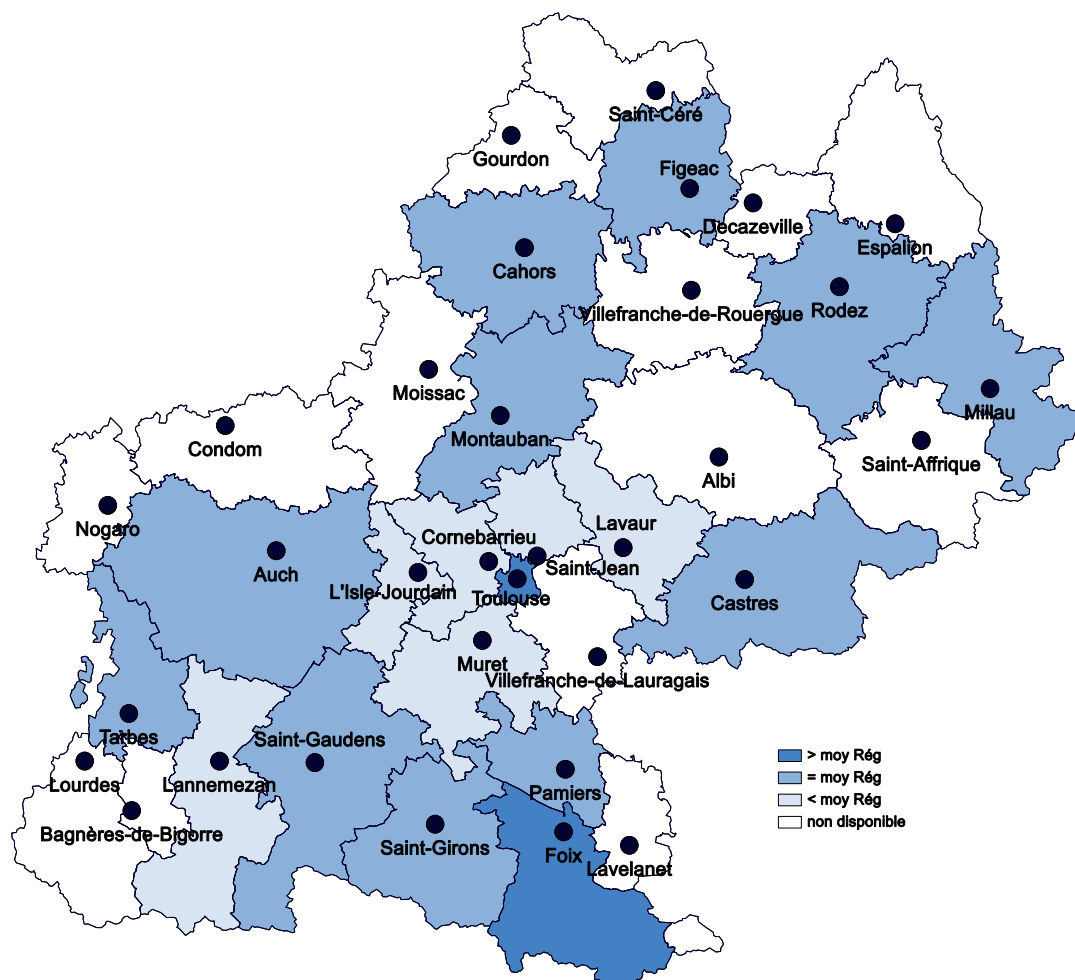 Saint-Céré
Gourdon
Figeac
Decazeville
Espalion
Cahors
Villefranche-de-Rouergue
Rodez
Moissac
Millau
Montauban
Condom
Saint-Affrique
Albi
Nogaro
Lavaur
Cornebarrieu
Saint-Jean
Auch
L'Isle-Jourdain
Toulouse
Castres
Muret
Villefranche-de-Lauragais
Tarbes
Saint-Gaudens
Lourdes
Lannemezan
Pamiers
Bagnères-de-Bigorre
Saint-Girons
Foix
Lavelanet
> moy Rég
= moy Rég
< moy Rég
non disponible